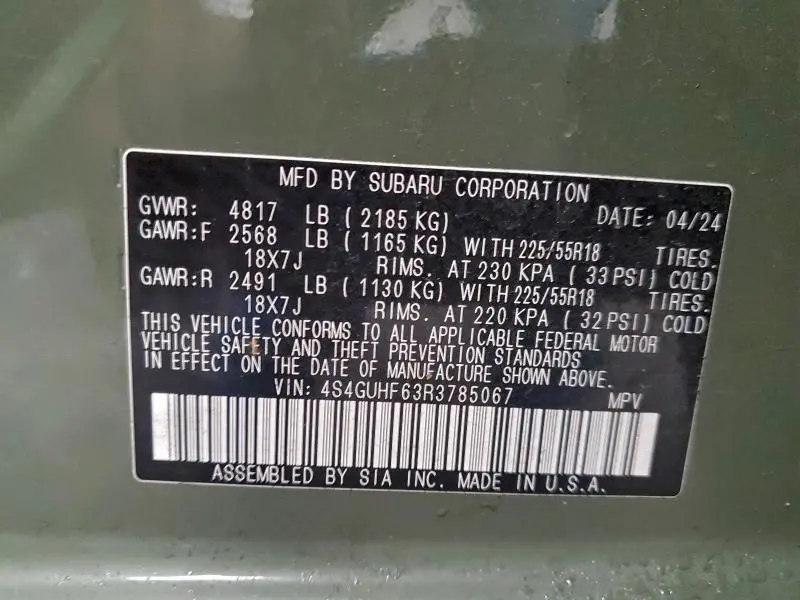 MFD BY SUBARU CORPORATION
GVWR: 4817 LB ( 2185 KG) DATE: 04/24
GAWR:F 2568 LB ( 1165 KG) WITH 225/55R18 TIRES.
18X7J RIMS. AT 230 KPA ( 33 PSI) COLD
GAWR:R 2491 LB ( 1130 KG) WITH 225/55R18 TIRES.
18X7J RIMS. AT 220 KPA ( 32 PSI) COLD
THIS VEHICLE CONFORMS TO ALL APPLICABLE FEDERAL MOTOR
VEHICLE SAFETY AND THEFT PREVENTION STANDARDS
IN EFFECT ON THE DATE OF MANUFACTURE SHOWN ABOVE.
VIN: 4S4GUHF63R3785067 MPV
ASSEMBLED BY SIA INC. MADE IN U.S.A.